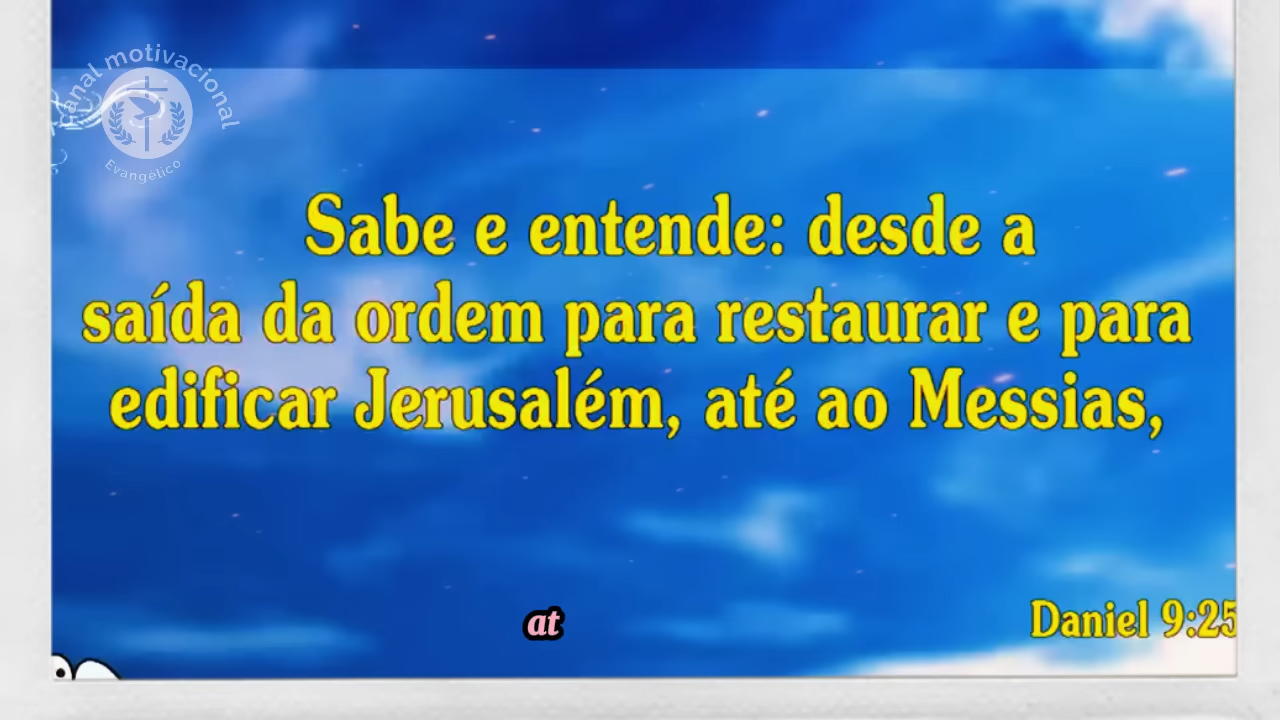 Canal motivacional
Evangélico
Sabe e entende: desde a
saída da ordem para restaurar e para
edificar Jerusalém, até ao Messias,
at
Daniel 9:25